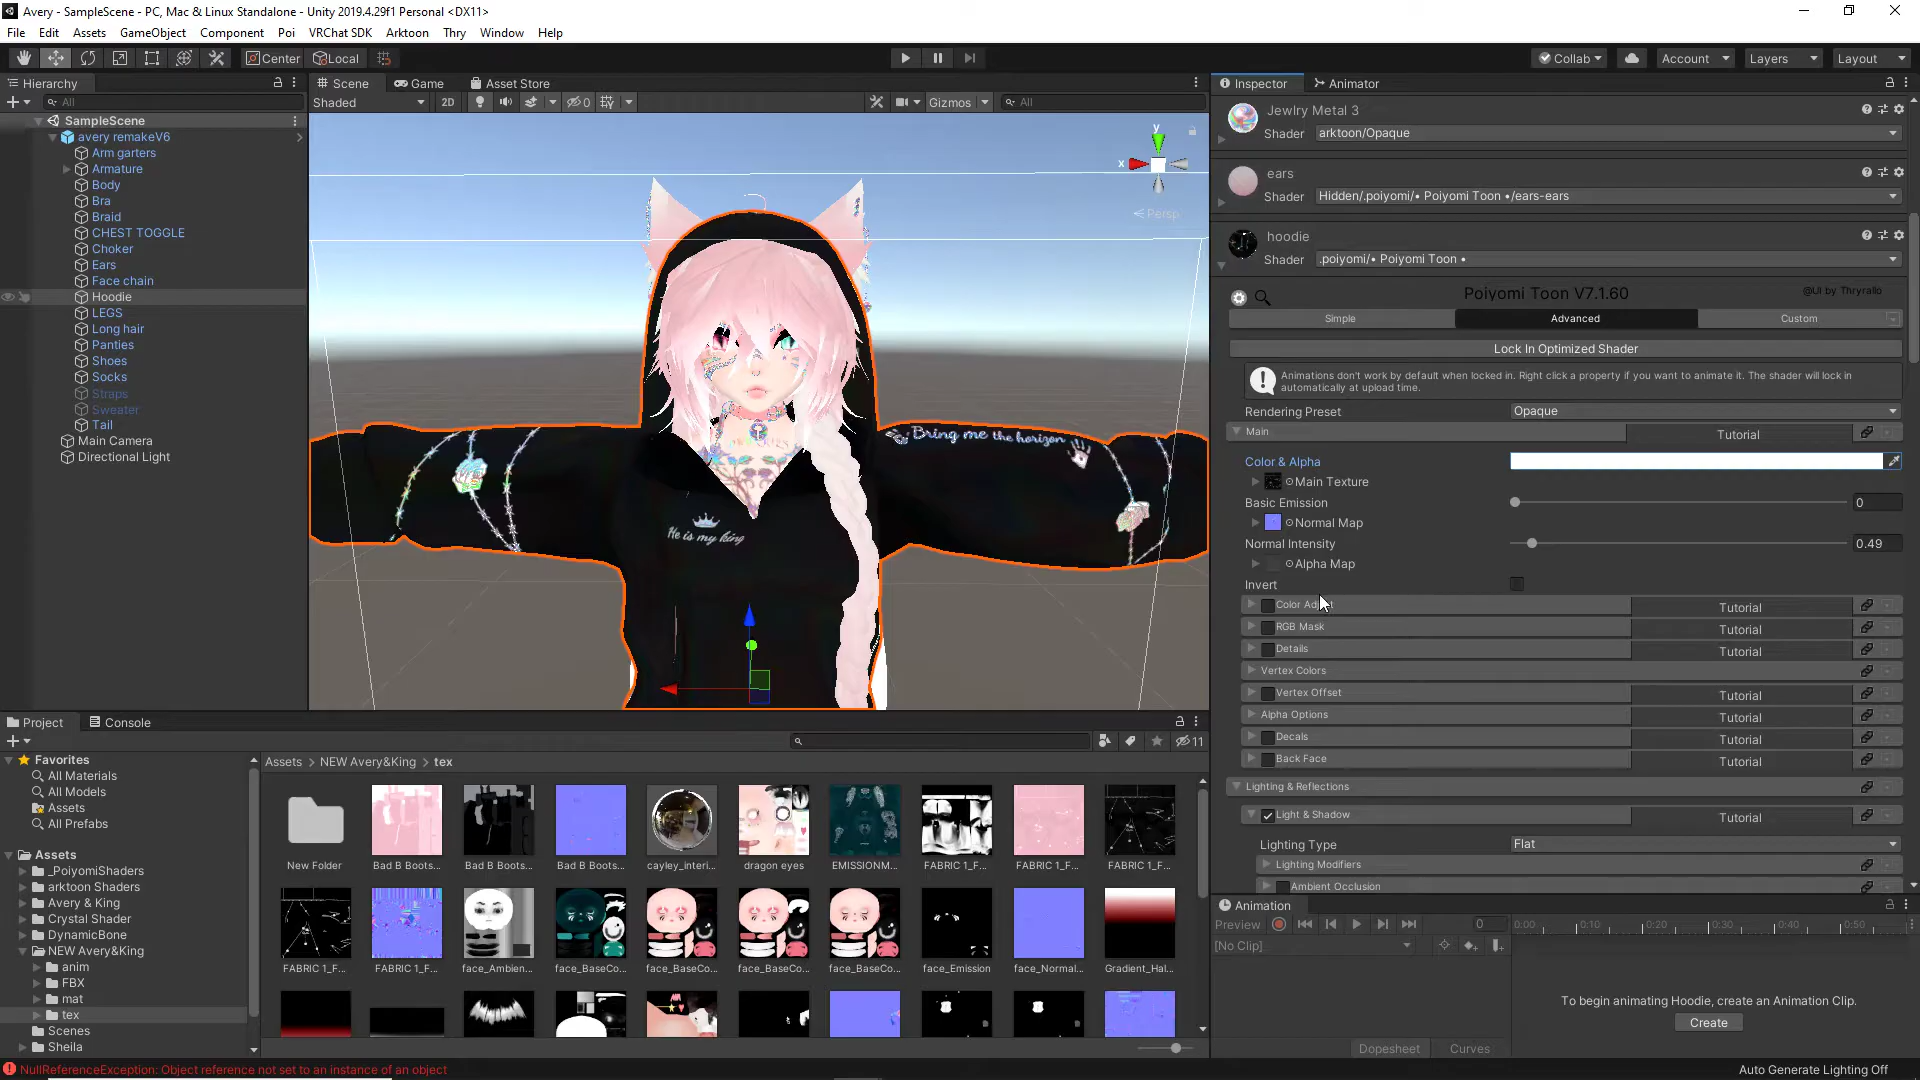 Avery - SampleScene - PC, Mac & Linux Standalone - Unity 2019.4.29f1 Personal <DX11>
File Edit Assets GameObject Component Poi VRChat SDK Arktoon Thry Window Help
Center Local
Collab Account Layers Layout
Hierarchy
All
SampleScene
avery remakeV6
Arm garters
Armature
Body
Bra
Braid
CHEST TOGGLE
Choker
Ears
Face chain
Hoodie
LEGS
Long hair
Panties
Shoes
Socks
Straps
Sweater
Tail
Main Camera
Directional Light
Scene Game Asset Store
Shaded 2D 0 Gizmos All
y
x
Persp
Bring me the horizon
He is my king
Inspector Animator
Jewlry Metal 3
Shader arktoon/Opaque
ears
Shader Hidden/.poiyomi/• Poiyomi Toon •/ears-ears
hoodie
Shader .poiyomi/• Poiyomi Toon •
Poiyomi Toon V7.1.60 @UI by Thryrallo
Simple Advanced Custom
Lock In Optimized Shader
Animations don't work by default when locked in. Right click a property if you want to animate it. The shader will lock in
automatically at upload time.
Rendering Preset Opaque
Main Tutorial
Color & Alpha
Main Texture
Basic Emission 0
Normal Map
Normal Intensity 0.49
Alpha Map
Invert
Tutorial
RGB Mask Tutorial
Details Tutorial
Vertex Colors
Vertex Offset Tutorial
Alpha Options Tutorial
Decals Tutorial
Back Face Tutorial
Lighting & Reflections
Light & Shadow Tutorial
Lighting Type Flat
Lighting Modifiers
Ambient Occlusion
Project Console
11
Favorites
All Materials
All Models
Assets
All Prefabs
Assets
_PoiyomiShaders
arktoon Shaders
Avery & King
Crystal Shader
DynamicBone
NEW Avery&King
anim
FBX
mat
tex
Scenes
Sheila
Assets NEW Avery&King tex
New Folder Bad B Boots... Bad B Boots... Bad B Boots... cayley_interi... dragon eyes EMISSIONM... FABRIC 1_F... FABRIC 1_F... FABRIC 1_F...
FABRIC 1_F... FABRIC 1_F... face_Ambien... face_BaseCo... face_BaseCo... face_BaseCo... face_BaseCo... face_Emission face_Normal... Gradient_Hal...
Animation
Preview 0 0:00 0:10 0:20 0:30 0:40 0:50
[No Clip]
To begin animating Hoodie, create an Animation Clip.
Create
Dopesheet Curves
NullReferenceException: Object reference not set to an instance of an object
Auto Generate Lighting Off